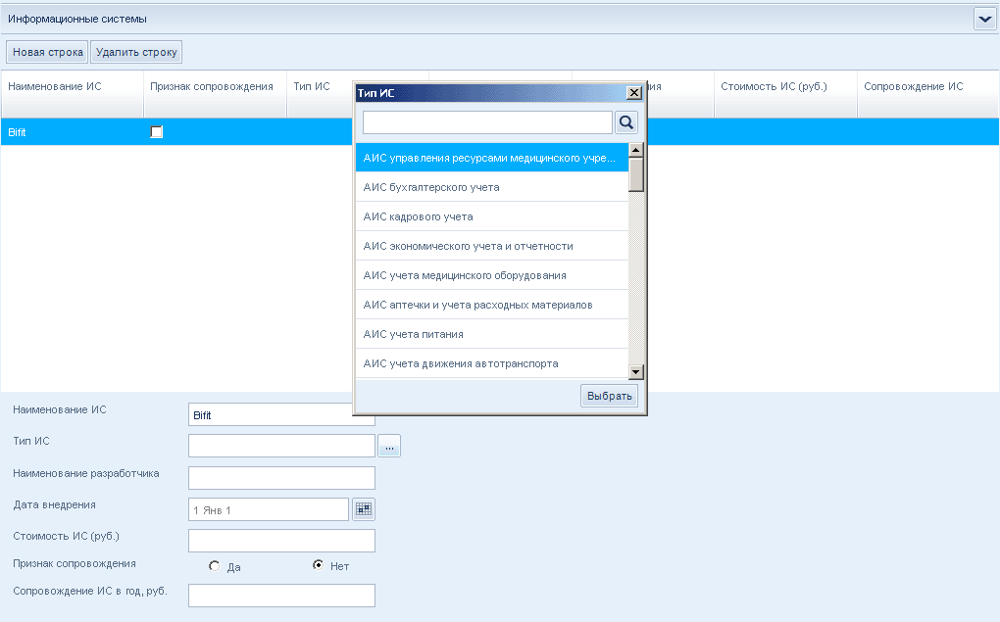 Информационные системы
Новая строка Удалить строку
Наименование ИС Признак сопровождения Тип ИС Стоимость ИС (руб.) Сопровождение ИС
Bifit
Тип ИС
АИС управления ресурсами медицинского учре...
АИС бухгалтерского учета
АИС кадрового учета
АИС экономического учета и отчетности
АИС учета медицинского оборудования
АИС аптечки и учета расходных материалов
АИС учета питания
АИС учета движения автотранспорта
Выбрать
Наименование ИС Bifit
Тип ИС ...
Наименование разработчика
Дата внедрения 1 Янв 1
Стоимость ИС (руб.)
Признак сопровождения Да Нет
Сопровождение ИС в год, руб.